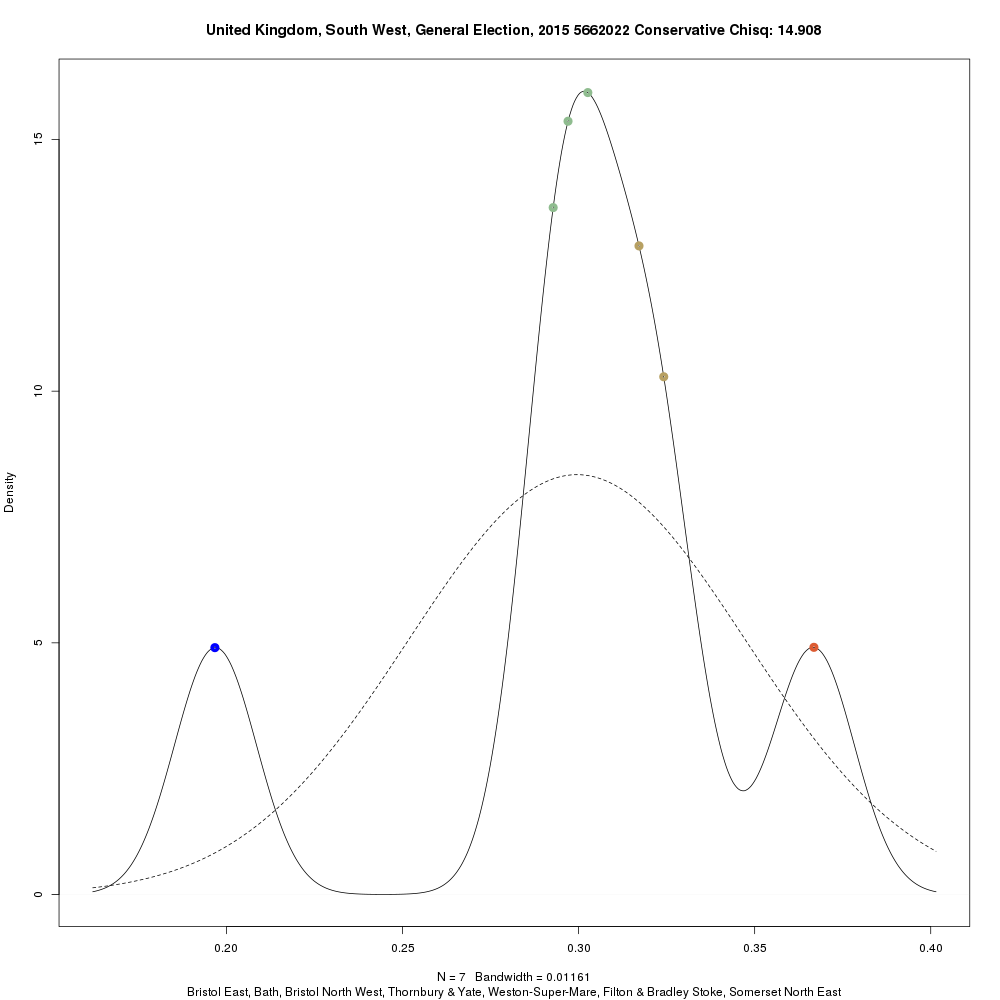 United Kingdom, South West, General Election, 2015 5662022 Conservative Chisq: 14.908
Density
15
10
5
0
0.20 0.25 0.30 0.35 0.40
N = 7 Bandwidth = 0.01161
Bristol East, Bath, Bristol North West, Thornbury & Yate, Weston-Super-Mare, Filton & Bradley Stoke, Somerset North East